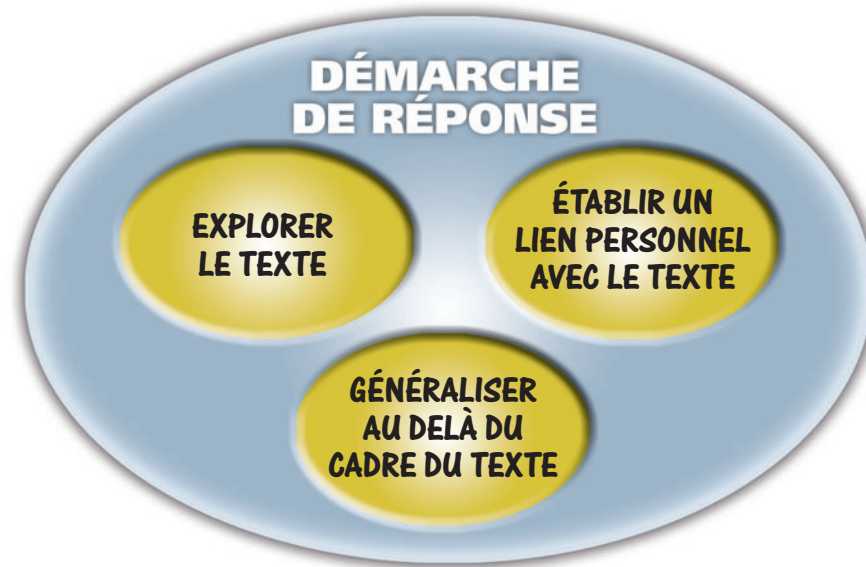 DÉMARCHE
DE RÉPONSE
EXPLORER
LE TEXTE
ÉTABLIR UN
LIEN PERSONNEL
AVEC LE TEXTE
GÉNÉRALISER
AU DELÀ DU
CADRE DU TEXTE